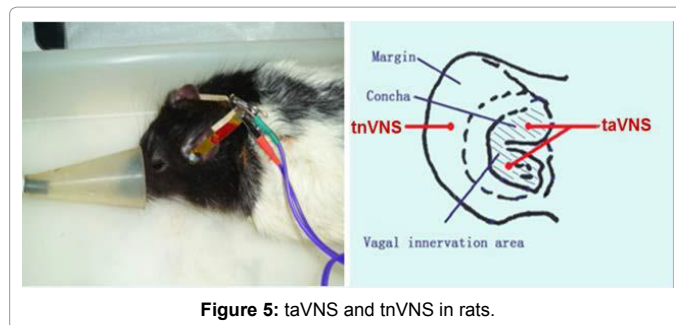 Margin
Concha
tnVNS
taVNS
Vagal innervation area
Figure 5: taVNS and tnVNS in rats.